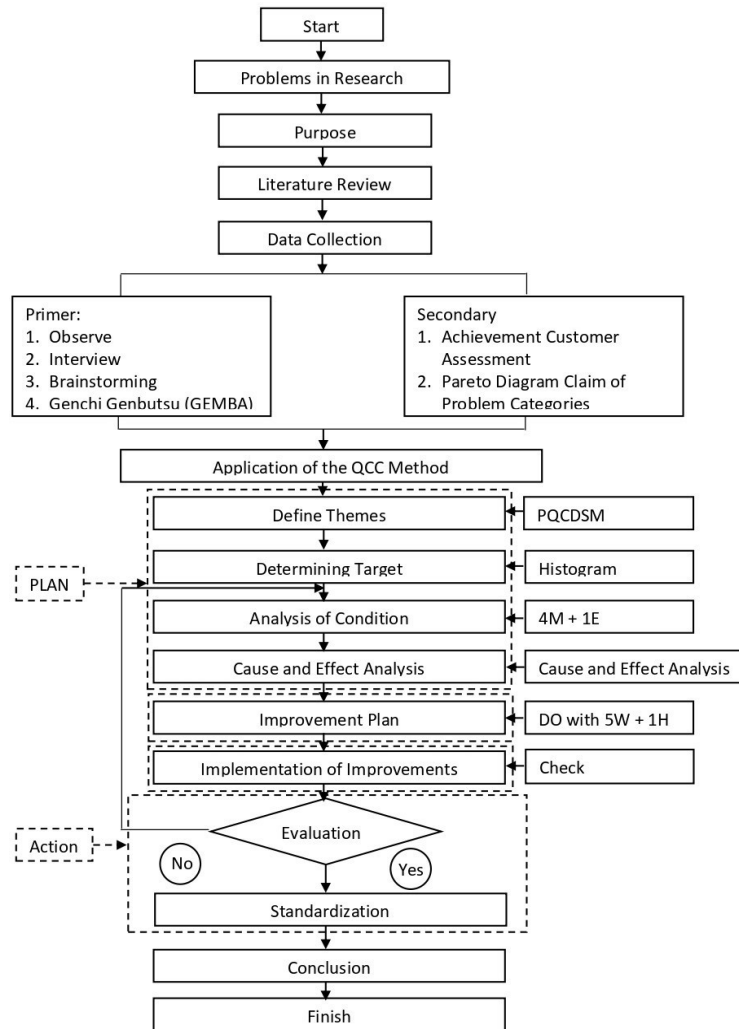 Start
Problems in Research
Purpose
Literature Review
Data Collection
Primer:
1. Observe
2. Interview
3. Brainstorming
4. Genchi Genbutsu (GEMBA)
Secondary
1. Achievement Customer
Assessment
2. Pareto Diagram Claim of
Problem Categories
Application of the QCC Method
Define Themes
PQCDSM
PLAN
Determining Target
Histogram
Analysis of Condition
4M + 1E
Cause and Effect Analysis
Cause and Effect Analysis
Improvement Plan
DO with 5W + 1H
Implementation of Improvements
Check
Action
Evaluation
No
Yes
Standardization
Conclusion
Finish